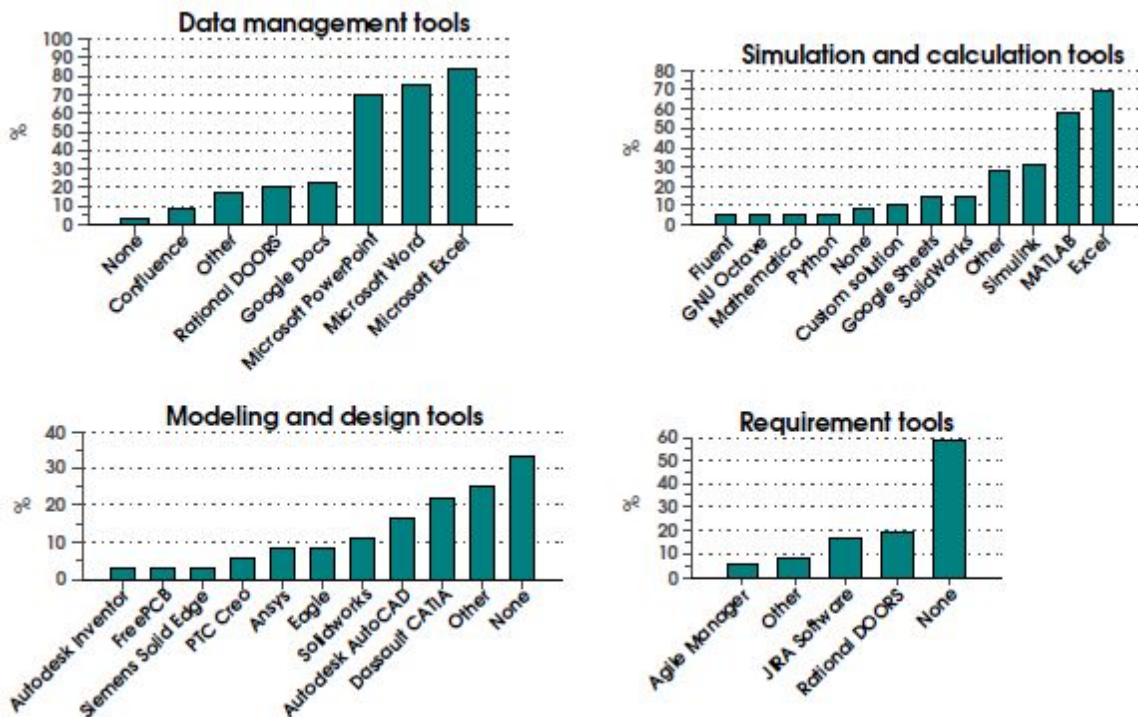 Data management tools
%
100
90
80
70
60
50
40
30
20
10
0
None
Confluence
Other
Rational DOORS
Google Docs
Microsoft PowerPoint
Microsoft Word
Microsoft Excel
Simulation and calculation tools
%
80
70
60
50
40
30
20
10
0
Fluent
GNU Octave
Mathematica
Python
None
Custom solution
Google Sheets
SolidWorks
Other
Simulink
MATLAB
Excel
Modeling and design tools
%
40
30
20
10
0
Autodesk Inventor
FreePCB
Siemens Solid Edge
PTC Creo
Ansys
Eagle
Solidworks
Autodesk AutoCAD
Dassault CATIA
Other
None
Requirement tools
%
60
50
40
30
20
10
0
Agile Manager
Other
JIRA Software
Rational DOORS
None